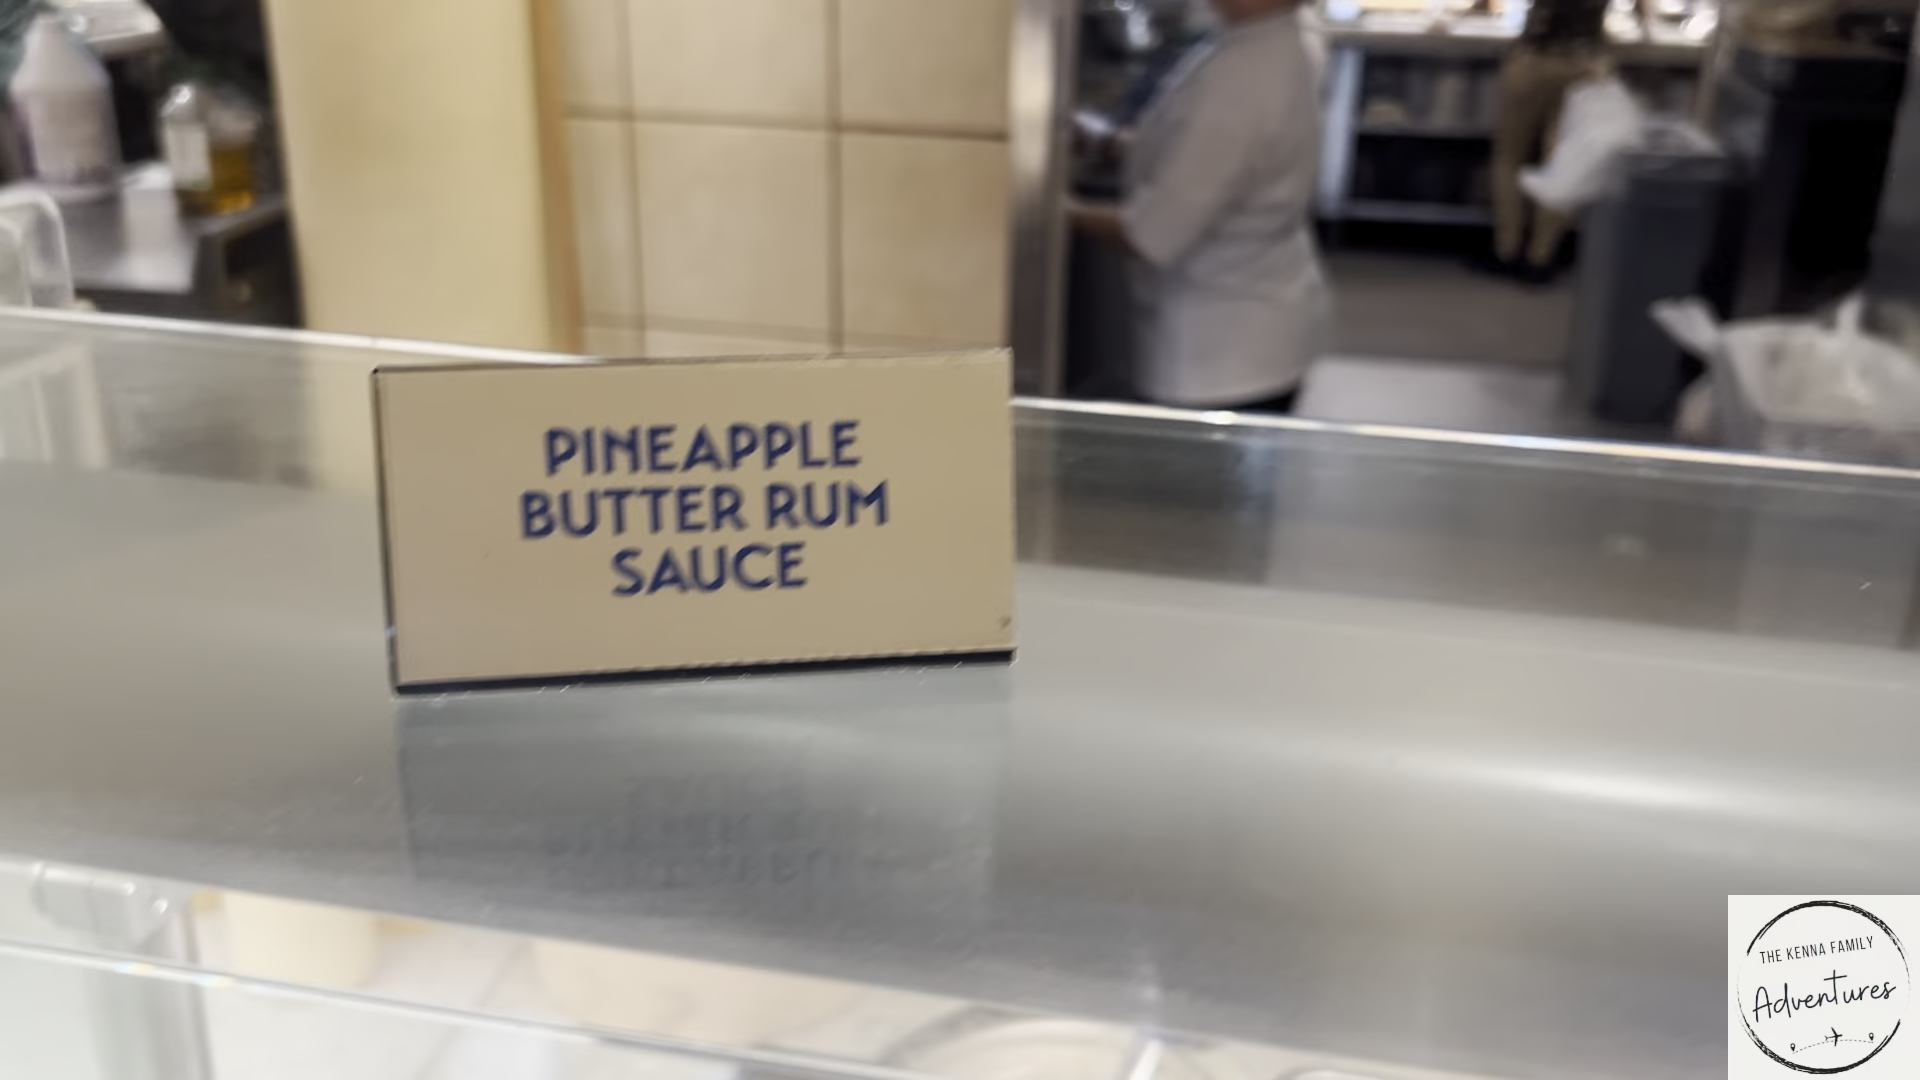 PINEAPPLE
BUTTER RUM
SAUCE
THE KENNA FAMILY
Adventures